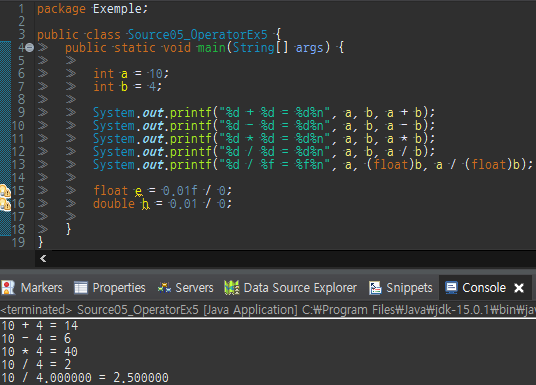 1 package Exemple;
2
3 public class Source05_OperatorEx5 {
4 public static void main(String[] args) {
5
6 int a = 10;
7 int b = 4;
8
9 System.out.printf("%d + %d = %d%n", a, b, a + b);
10 System.out.printf("%d - %d = %d%n", a, b, a - b);
11 System.out.printf("%d * %d = %d%n", a, b, a * b);
12 System.out.printf("%d / %d = %d%n", a, b, a / b);
13 System.out.printf("%d / %f = %f%n", a, (float)b, a / (float)b);
14
15 float e = 0.01f / 0;
16 double h = 0.01 / 0;
17
18 }
19 }
Markers Properties Servers Data Source Explorer Snippets Console
<terminated> Source05_OperatorEx5 [Java Application] C:₩Program Files₩Java₩jdk-15.0.1₩bin₩ja
10 + 4 = 14
10 - 4 = 6
10 * 4 = 40
10 / 4 = 2
10 / 4.000000 = 2.500000